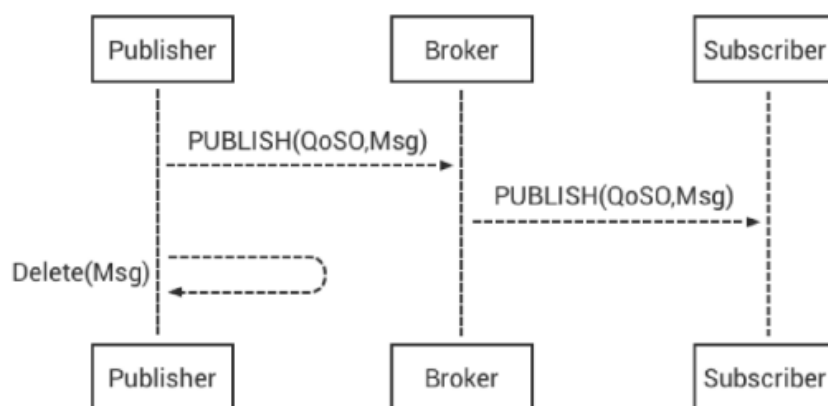 Publisher
Broker
Subscriber
PUBLISH(QoSO,Msg)
PUBLISH(QoSO,Msg)
Delete(Msg)
Publisher
Broker
Subscriber